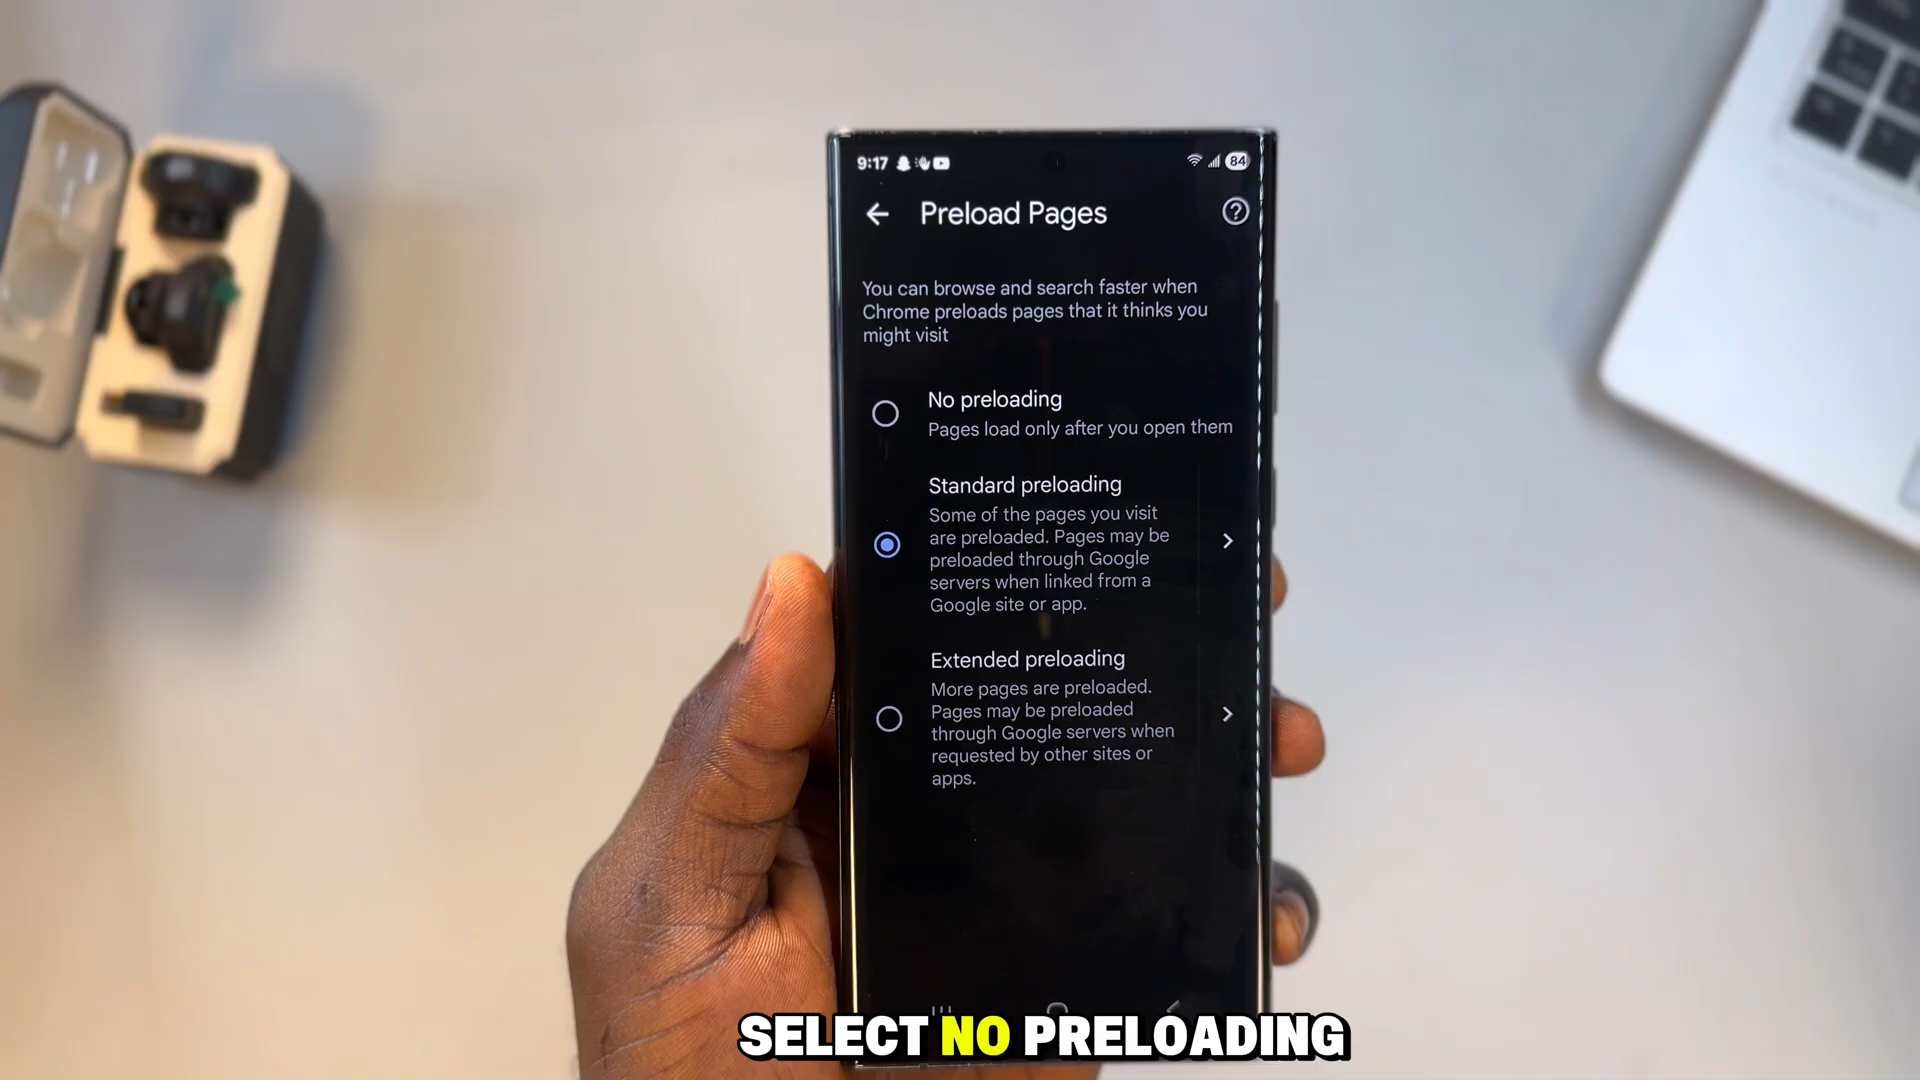 9:17
84
Preload Pages
You can browse and search faster when
Chrome preloads pages that it thinks you
might visit
No preloading
Pages load only after you open them
Standard preloading
Some of the pages you visit
are preloaded. Pages may be
preloaded through Google
servers when linked from a
Google site or app.
Extended preloading
More pages are preloaded.
Pages may be preloaded
through Google servers when
requested by other sites or
apps.
SELECT NO PRELOADING